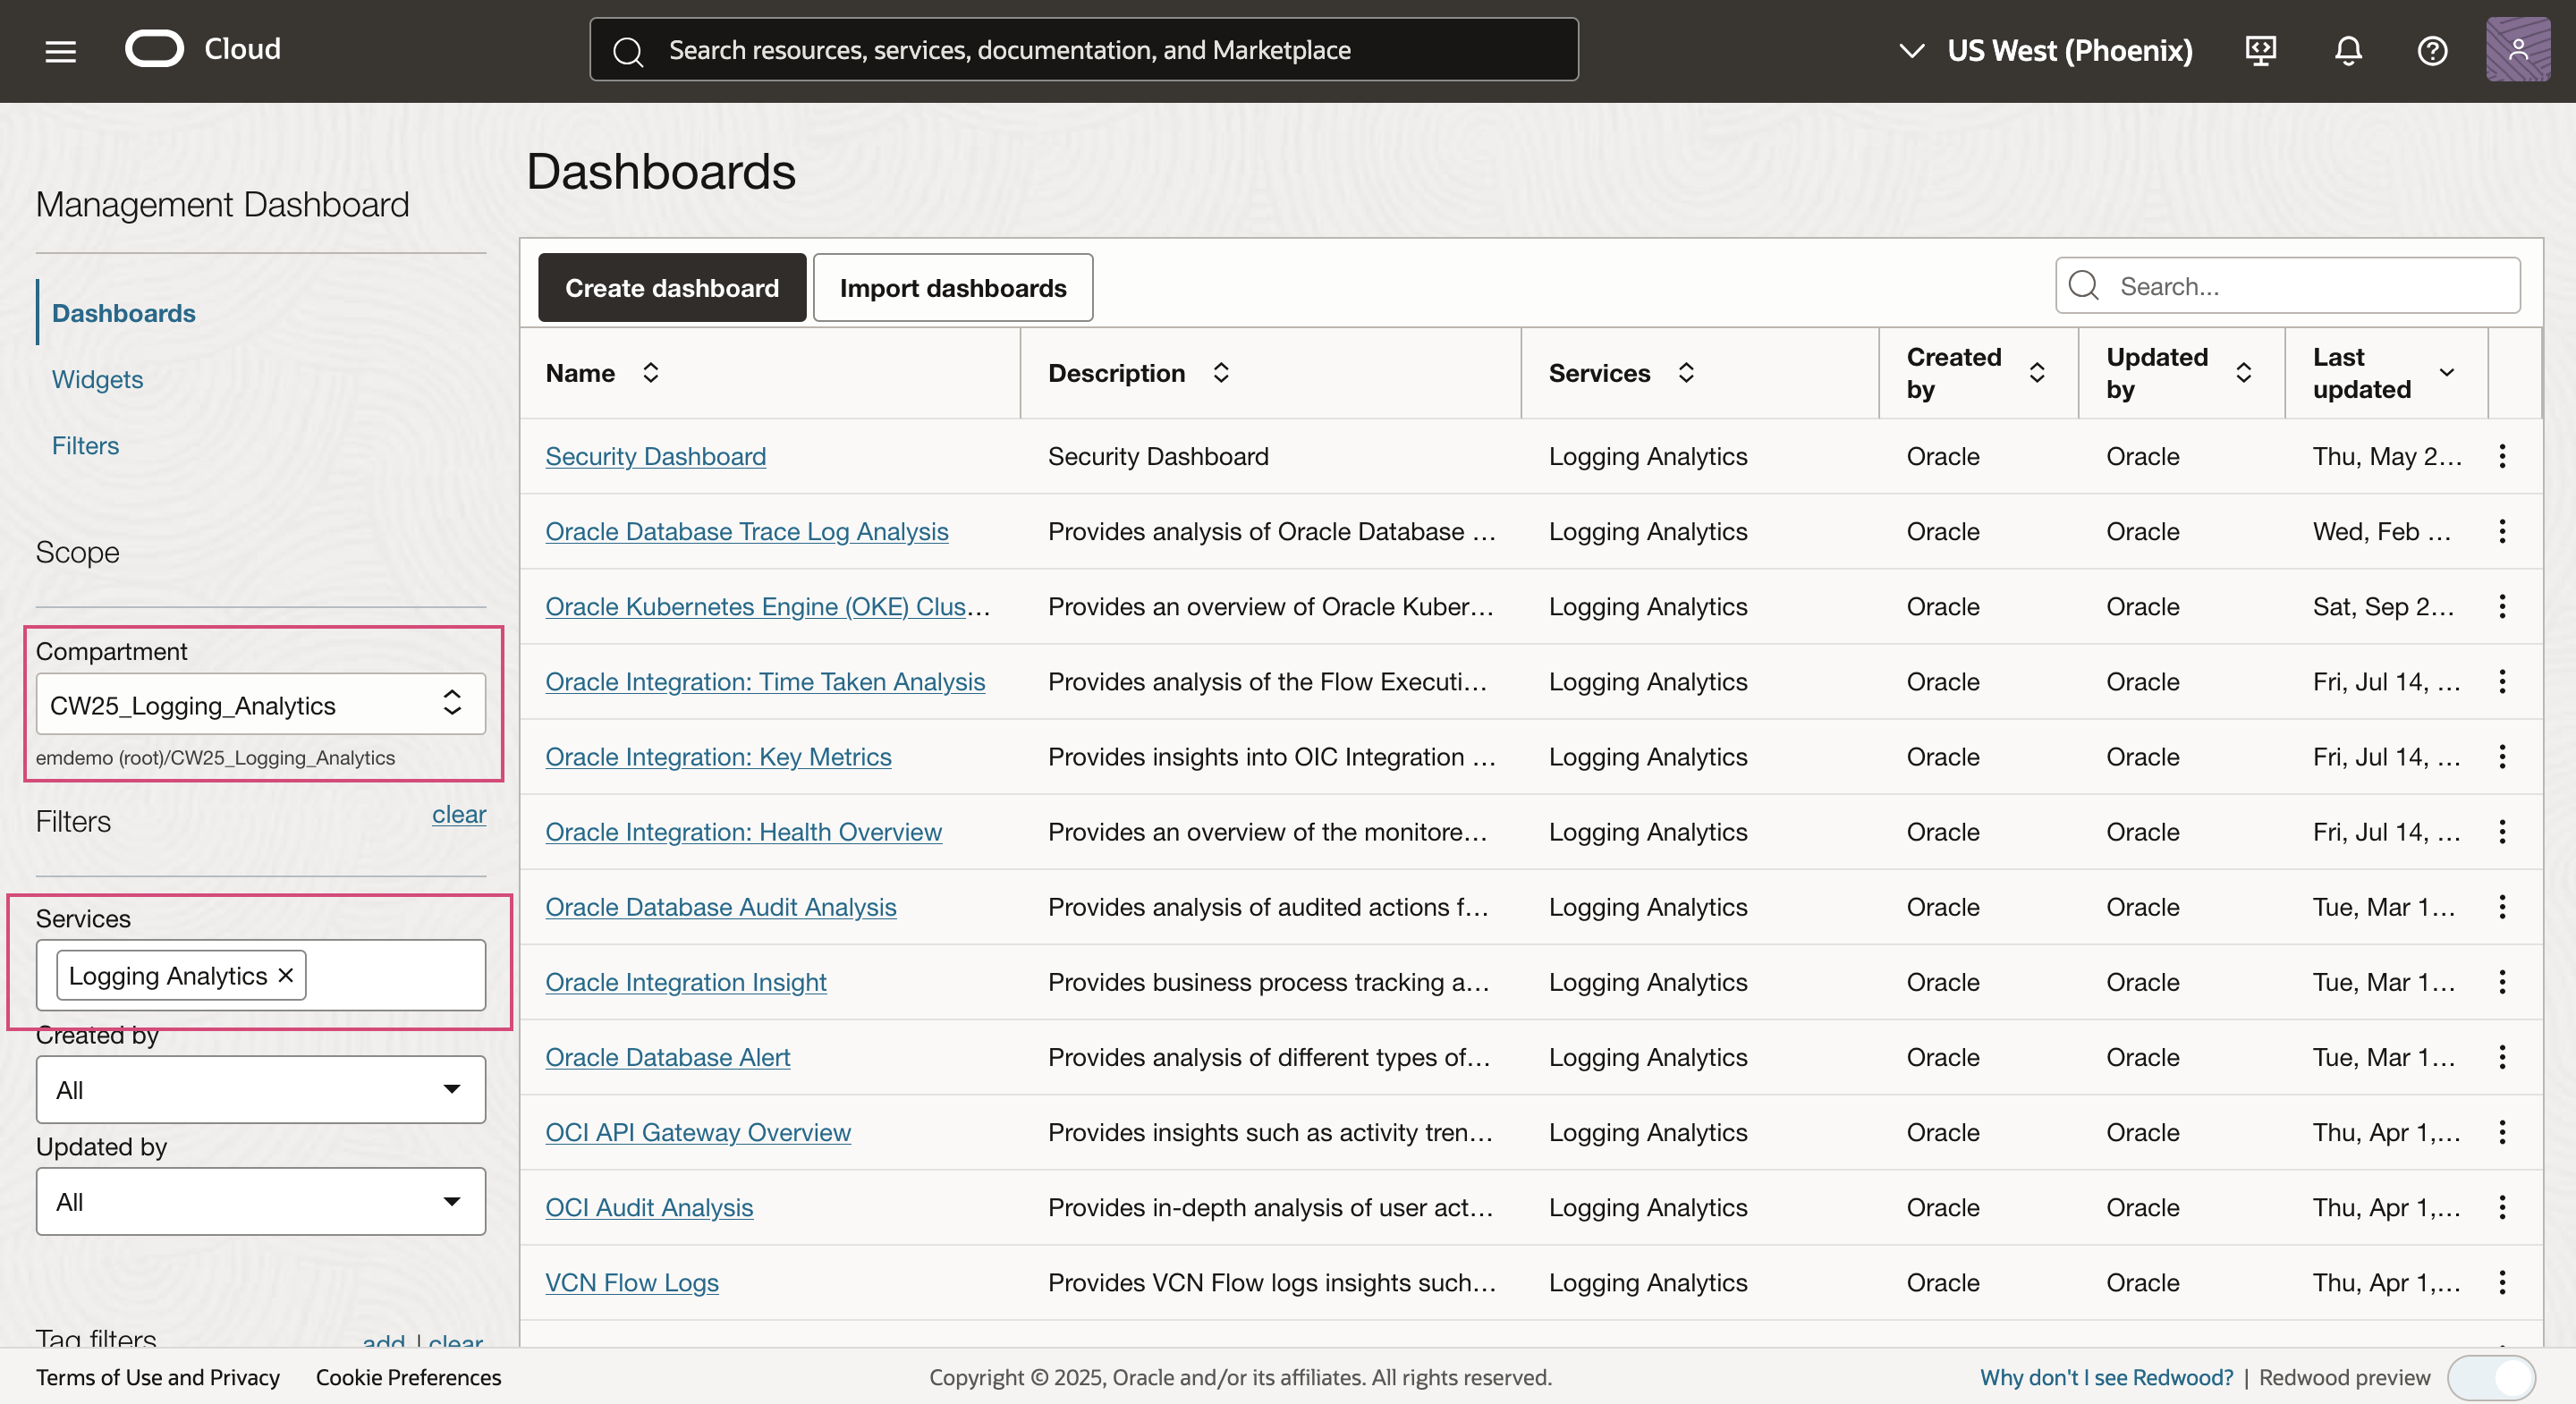 Cloud
Search resources, services, documentation, and Marketplace
US West (Phoenix)
Management Dashboard
Dashboards
Widgets
Filters
Scope
Compartment
CW25_Logging_Analytics
emdemo (root)/CW25_Logging_Analytics
Filters clear
Services
Logging Analytics ×
Created by
All
Updated by
All
Tag filters add | clear
Dashboards
Create dashboard Import dashboards Search...
Name Description Services Created by Updated by Last updated
Security Dashboard Security Dashboard Logging Analytics Oracle Oracle Thu, May 2...
Oracle Database Trace Log Analysis Provides analysis of Oracle Database ... Logging Analytics Oracle Oracle Wed, Feb ...
Oracle Kubernetes Engine (OKE) Clus... Provides an overview of Oracle Kuber... Logging Analytics Oracle Oracle Sat, Sep 2...
Oracle Integration: Time Taken Analysis Provides analysis of the Flow Executi... Logging Analytics Oracle Oracle Fri, Jul 14, ...
Oracle Integration: Key Metrics Provides insights into OIC Integration ... Logging Analytics Oracle Oracle Fri, Jul 14, ...
Oracle Integration: Health Overview Provides an overview of the monitore... Logging Analytics Oracle Oracle Fri, Jul 14, ...
Oracle Database Audit Analysis Provides analysis of audited actions f... Logging Analytics Oracle Oracle Tue, Mar 1...
Oracle Integration Insight Provides business process tracking a... Logging Analytics Oracle Oracle Tue, Mar 1...
Oracle Database Alert Provides analysis of different types of... Logging Analytics Oracle Oracle Tue, Mar 1...
OCI API Gateway Overview Provides insights such as activity tren... Logging Analytics Oracle Oracle Thu, Apr 1,...
OCI Audit Analysis Provides in-depth analysis of user act... Logging Analytics Oracle Oracle Thu, Apr 1,...
VCN Flow Logs Provides VCN Flow logs insights such... Logging Analytics Oracle Oracle Thu, Apr 1,...
Terms of Use and Privacy Cookie Preferences Copyright © 2025, Oracle and/or its affiliates. All rights reserved. Why don't I see Redwood? | Redwood preview